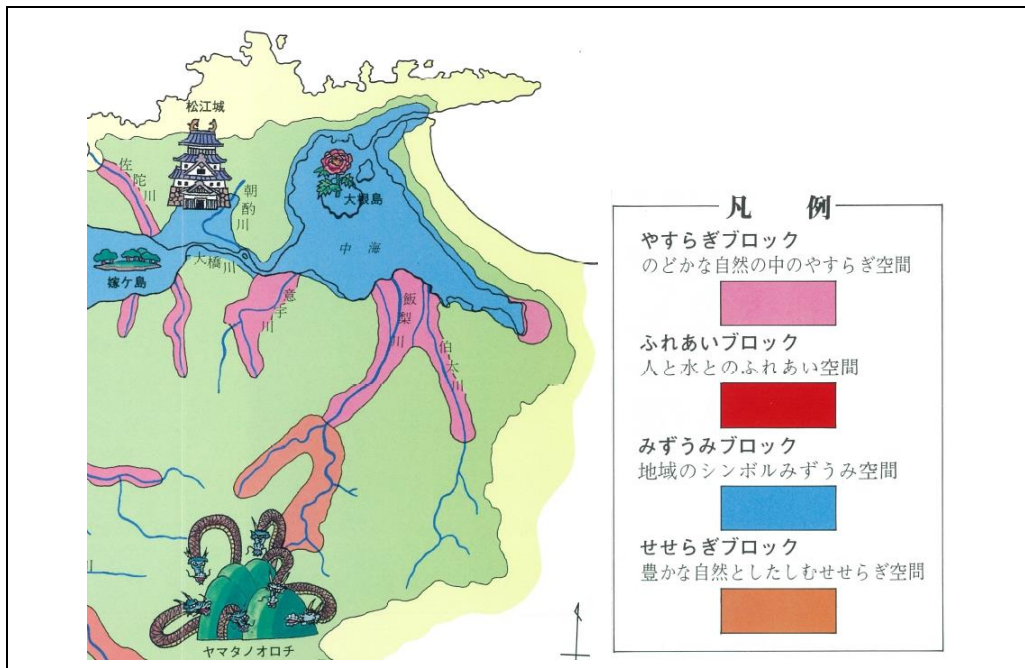 松江城
佐陀川
朝酌川
大根島
中海
大橋川
嫁ケ島
意宇川
飯梨川
伯太川
川
ヤマタノオロチ
凡 例
やすらぎブロック
のどかな自然の中のやすらぎ空間
ふれあいブロック
人と水とのふれあい空間
みずうみブロック
地域のシンボルみずうみ空間
せせらぎブロック
豊かな自然としたしむせせらぎ空間